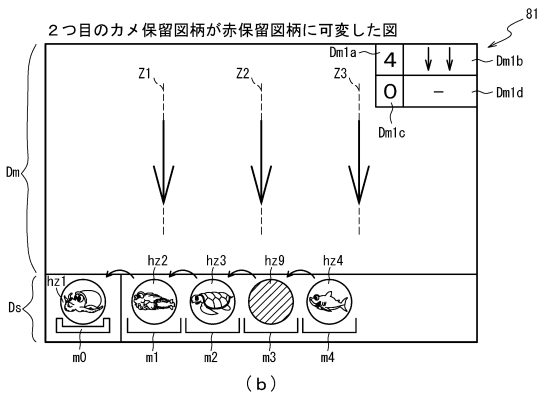 2つ目のカメ保留図柄が赤保留図柄に可変した図
81
Dm1a
4
↓↓
Dm1b
0
−
Dm1d
Dm1c
Z1 Z2 Z3
Dm
hz1 hz2 hz3 hz9 hz4
Ds
m0 m1 m2 m3 m4
(b)